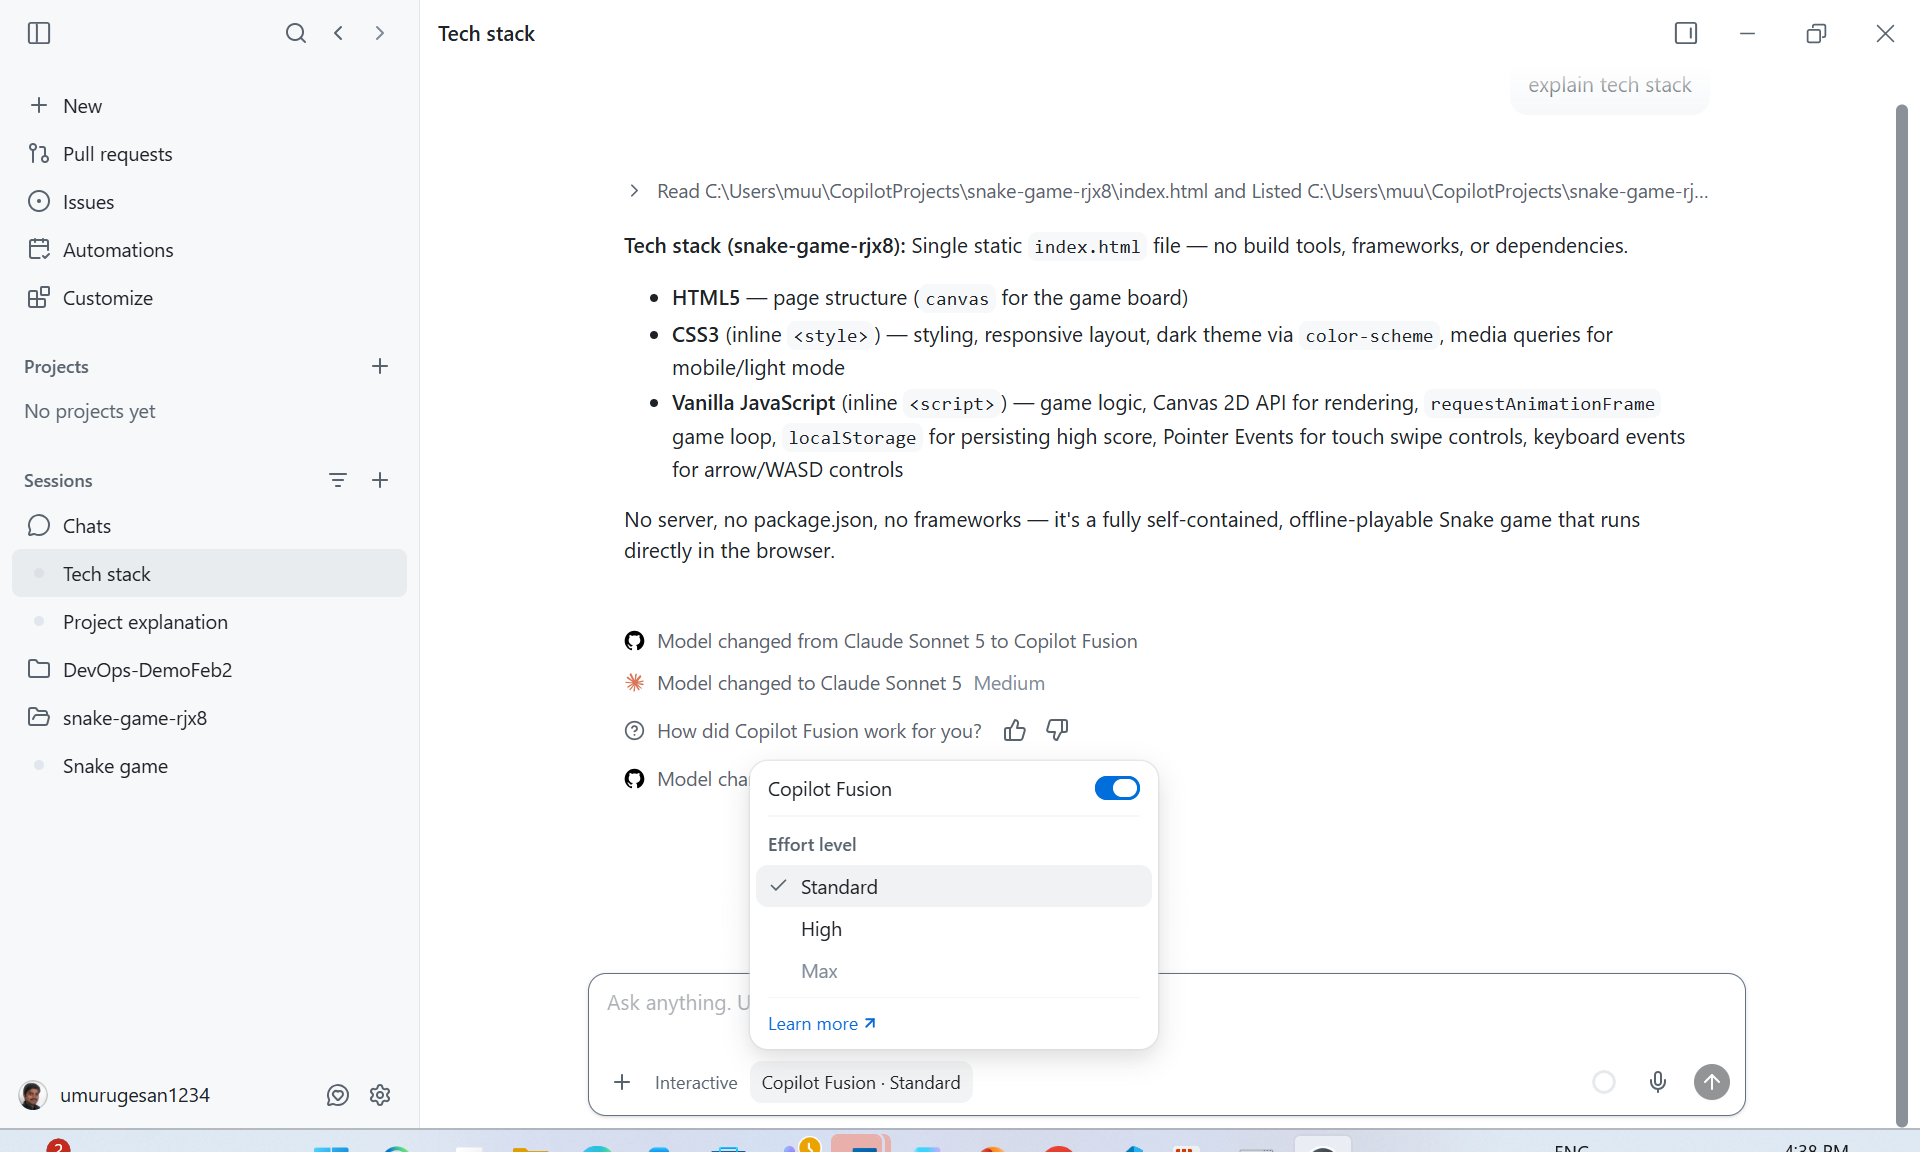 Tech stack
New
Pull requests
Issues
Automations
Customize
Projects
No projects yet
Sessions
Chats
Tech stack
Project explanation
DevOps-DemoFeb2
snake-game-rjx8
Snake game
umurugesan1234
explain tech stack
Read C:\Users\muu\CopilotProjects\snake-game-rjx8\index.html and Listed C:\Users\muu\CopilotProjects\snake-game-rj...
Tech stack (snake-game-rjx8): Single static index.html file — no build tools, frameworks, or dependencies.
• HTML5 — page structure ( canvas for the game board)
• CSS3 (inline <style> ) — styling, responsive layout, dark theme via color-scheme , media queries for
mobile/light mode
• Vanilla JavaScript (inline <script> ) — game logic, Canvas 2D API for rendering, requestAnimationFrame
game loop, localStorage for persisting high score, Pointer Events for touch swipe controls, keyboard events
for arrow/WASD controls
No server, no package.json, no frameworks — it's a fully self-contained, offline-playable Snake game that runs
directly in the browser.
Model changed from Claude Sonnet 5 to Copilot Fusion
Model changed to Claude Sonnet 5 Medium
How did Copilot Fusion work for you?
Model cha
Copilot Fusion
Effort level
Standard
High
Max
Learn more
Ask anything. U
Interactive
Copilot Fusion · Standard
2
ENG
4:38 PM